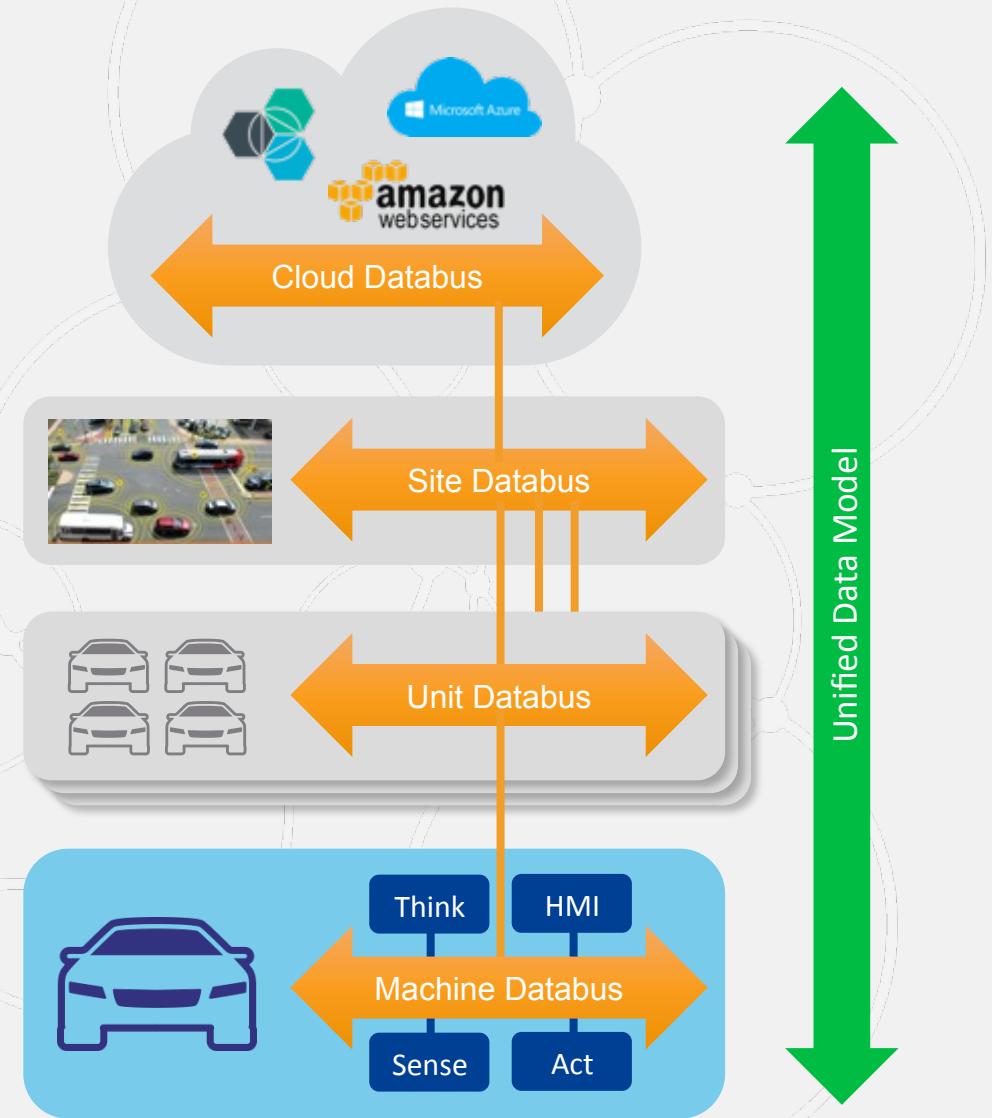 Microsoft Azure
amazon
webservices
Cloud Databus
Site Databus
Unit Databus
Think
HMI
Machine Databus
Sense
Act
Unified Data Model